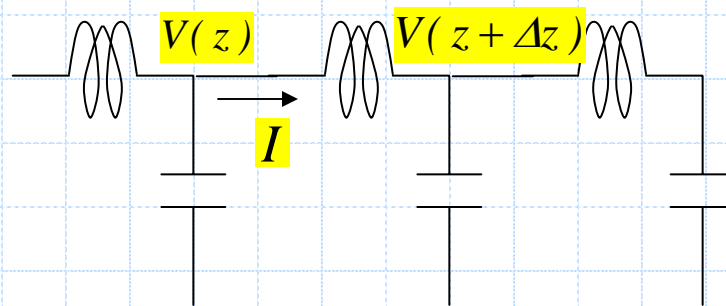 V( z )
V( z + Δz )
I